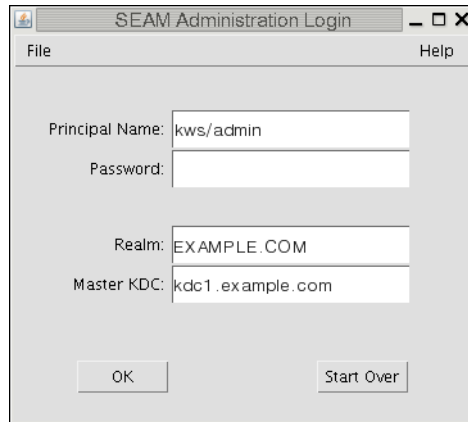 SEAM Administration Login
File Help
Principal Name: kws/admin
Password:
Realm: EXAMPLE.COM
Master KDC: kdc1.example.com
OK Start Over